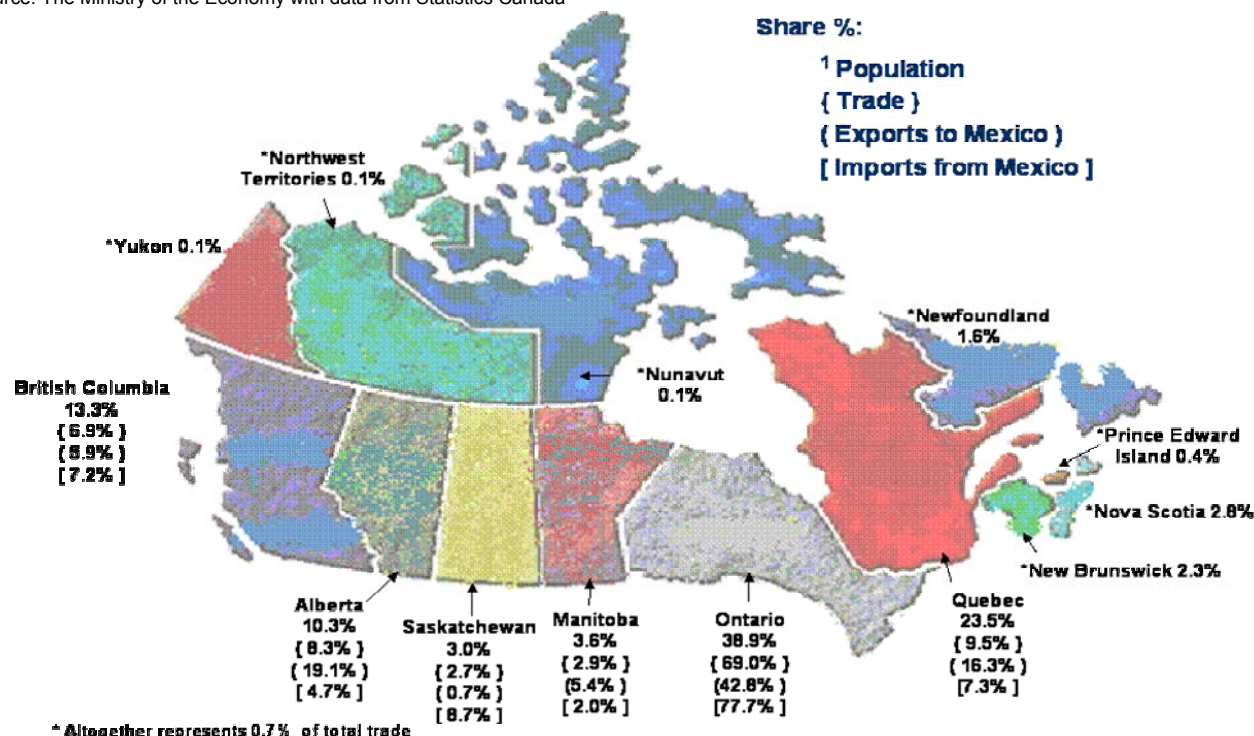 urce: The Ministry of the Economy with data from Statistics Canada
Share %:
¹ Population
{ Trade }
( Exports to Mexico )
[ Imports from Mexico ]
*Northwest
Territories 0.1%
*Yukon 0.1%
*Newfoundland
1.6%
*Nunavut
0.1%
British Columbia
13.3%
{ 6.9% }
( 5.9% )
[ 7.2% ]
*Prince Edward
Island 0.4%
*Nova Scotia 2.8%
*New Brunswick 2.3%
Alberta
10.3%
{ 8.3% }
( 19.1% )
[ 4.7% ]
Saskatchewan
3.0%
{ 2.7% }
( 0.7% )
[ 8.7% ]
Manitoba
3.6%
{ 2.9% }
(5.4% )
[ 2.0% ]
Ontario
38.9%
{ 69.0% }
(42.8% )
[77.7% ]
Quebec
23.5%
{ 9.5% }
( 16.3% )
[7.3% ]
* Altogether represents 0.7% of total trade